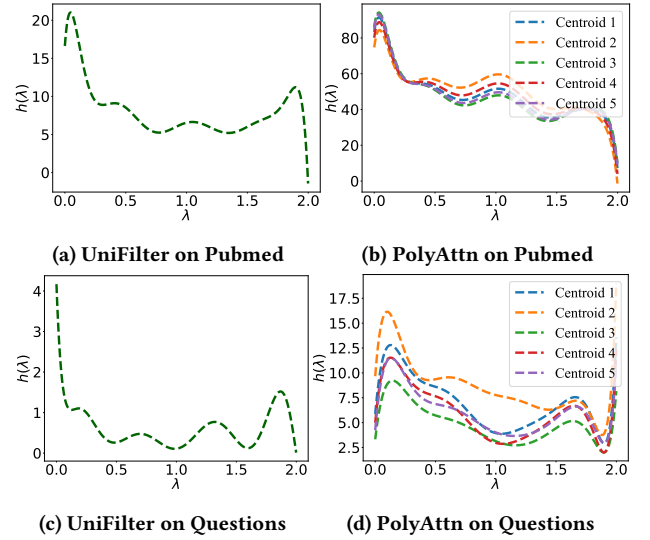 20
15
10
5
0
h(λ)
0.0 0.5 1.0 1.5 2.0
λ
(a) UniFilter on Pubmed
80
60
40
20
0
h(λ)
Centroid 1
Centroid 2
Centroid 3
Centroid 4
Centroid 5
0.0 0.5 1.0 1.5 2.0
λ
(b) PolyAttn on Pubmed
4
3
2
1
0
h(λ)
0.0 0.5 1.0 1.5 2.0
λ
(c) UniFilter on Questions
17.5
15.0
12.5
10.0
7.5
5.0
2.5
h(λ)
Centroid 1
Centroid 2
Centroid 3
Centroid 4
Centroid 5
0.0 0.5 1.0 1.5 2.0
λ
(d) PolyAttn on Questions